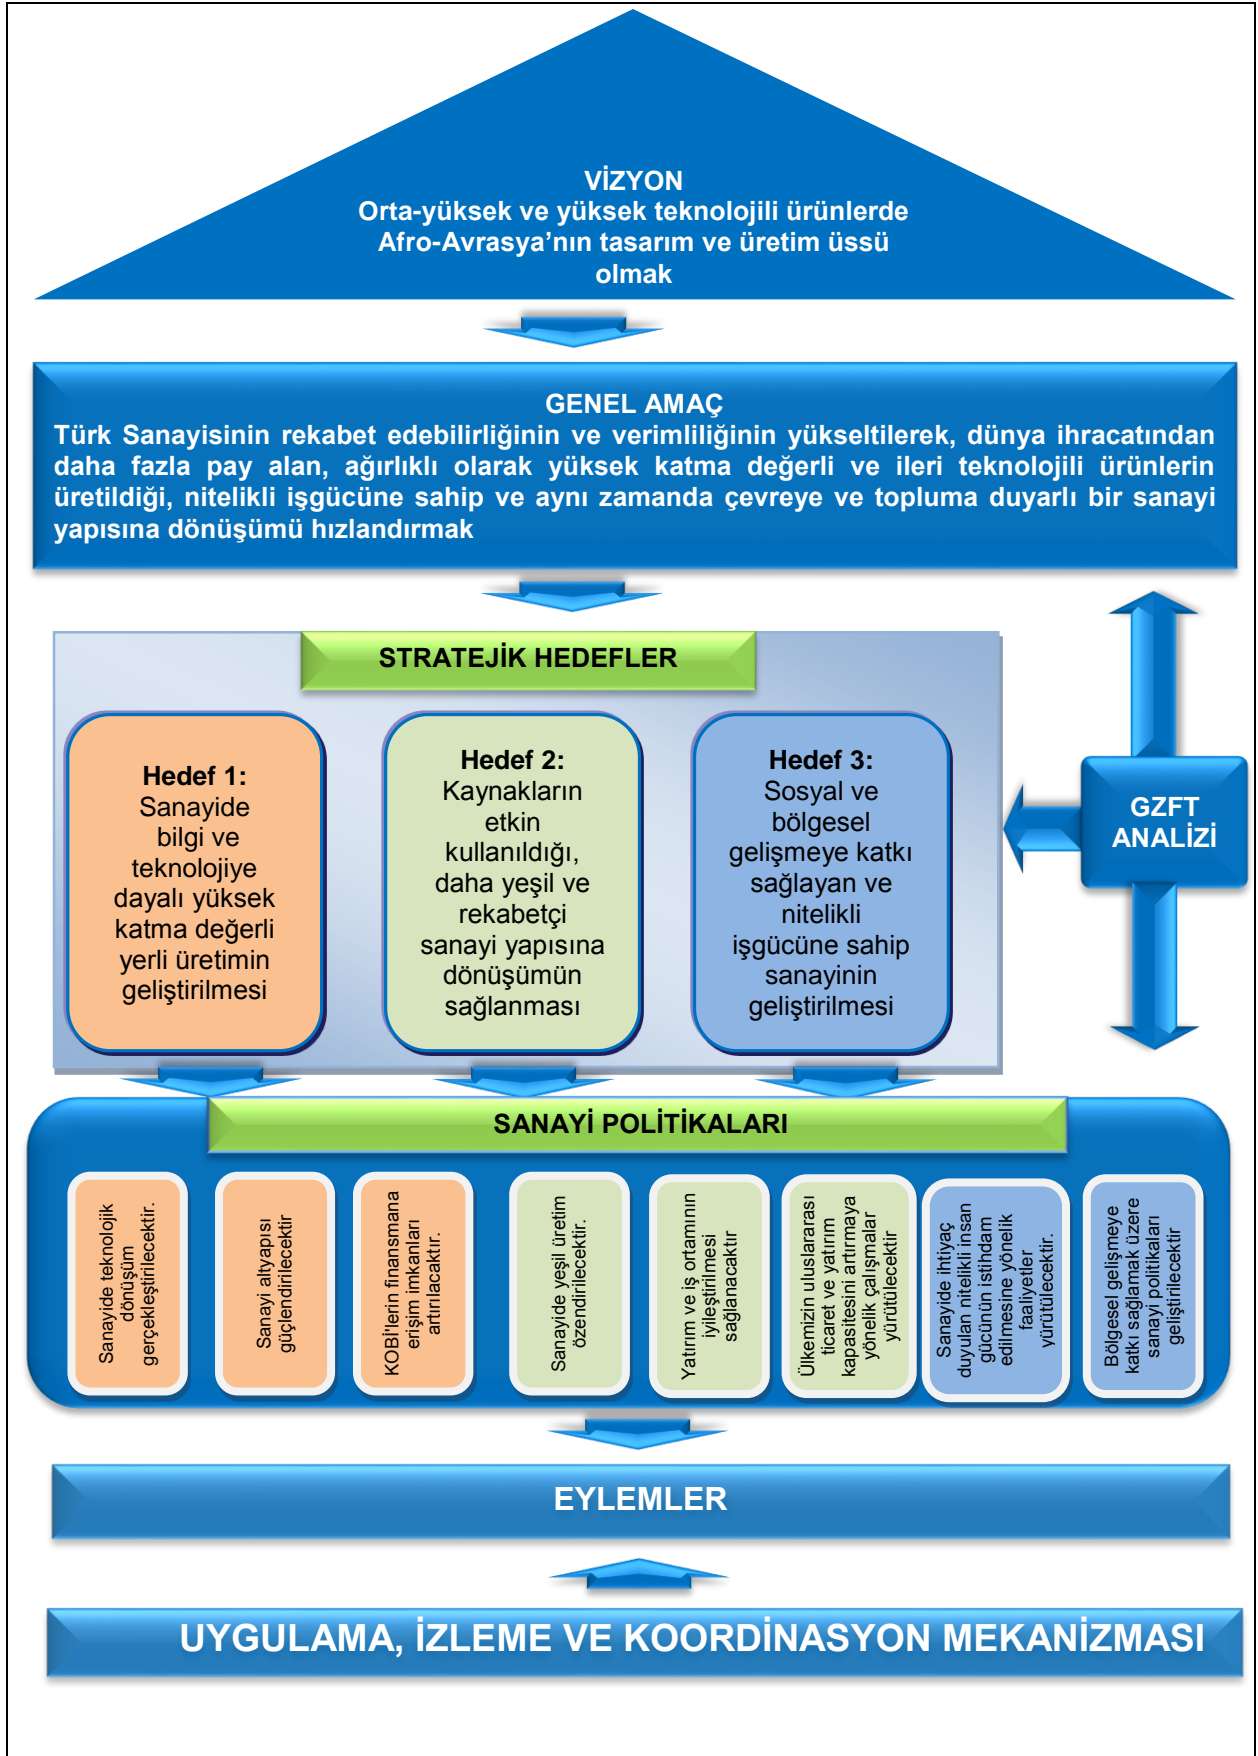 VİZYON
Orta-yüksek ve yüksek teknolojili ürünlerde
Afro-Avrasya’nın tasarım ve üretim üssü
olmak
GENEL AMAÇ
Türk Sanayisinin rekabet edebilirliğinin ve verimliliğinin yükseltilerek, dünya ihracatından
daha fazla pay alan, ağırlıklı olarak yüksek katma değerli ve ileri teknolojili ürünlerin
üretildiği, nitelikli işgücüne sahip ve aynı zamanda çevreye ve topluma duyarlı bir sanayi
yapısına dönüşümü hızlandırmak
STRATEJİK HEDEFLER
Hedef 1:
Sanayide
bilgi ve
teknolojiye
dayalı yüksek
katma değerli
yerli üretimin
geliştirilmesi
Hedef 2:
Kaynakların
etkin
kullanıldığı,
daha yeşil ve
rekabetçi
sanayi yapısına
dönüşümün
sağlanması
Hedef 3:
Sosyal ve
bölgesel
gelişmeye katkı
sağlayan ve
nitelikli
işgücüne sahip
sanayinin
geliştirilmesi
GZFT
ANALİZİ
SANAYİ POLİTİKALARI
Sanayide teknolojik
dönüşüm
gerçekleştirilecektir.
Sanayi altyapısı
güçlendirilecektir
KOBİ'lerin finansmana
erişim imkanları
artırılacaktır.
Sanayide yeşil üretim
özendirilecektir.
Yatırım ve iş ortamının
iyileştirilmesi
sağlanacaktır
Ülkemizin uluslararası
ticaret ve yatırım
kapasitesini artırmaya
yönelik çalışmalar
yürütülecektir
Sanayide ihtiyaç
duyulan nitelikli insan
gücünün istihdam
edilmesine yönelik
faaliyetler
yürütülecektir.
Bölgesel gelişmeye
katkı sağlamak üzere
sanayi politikaları
geliştirilecektir
EYLEMLER
UYGULAMA, İZLEME VE KOORDİNASYON MEKANİZMASI